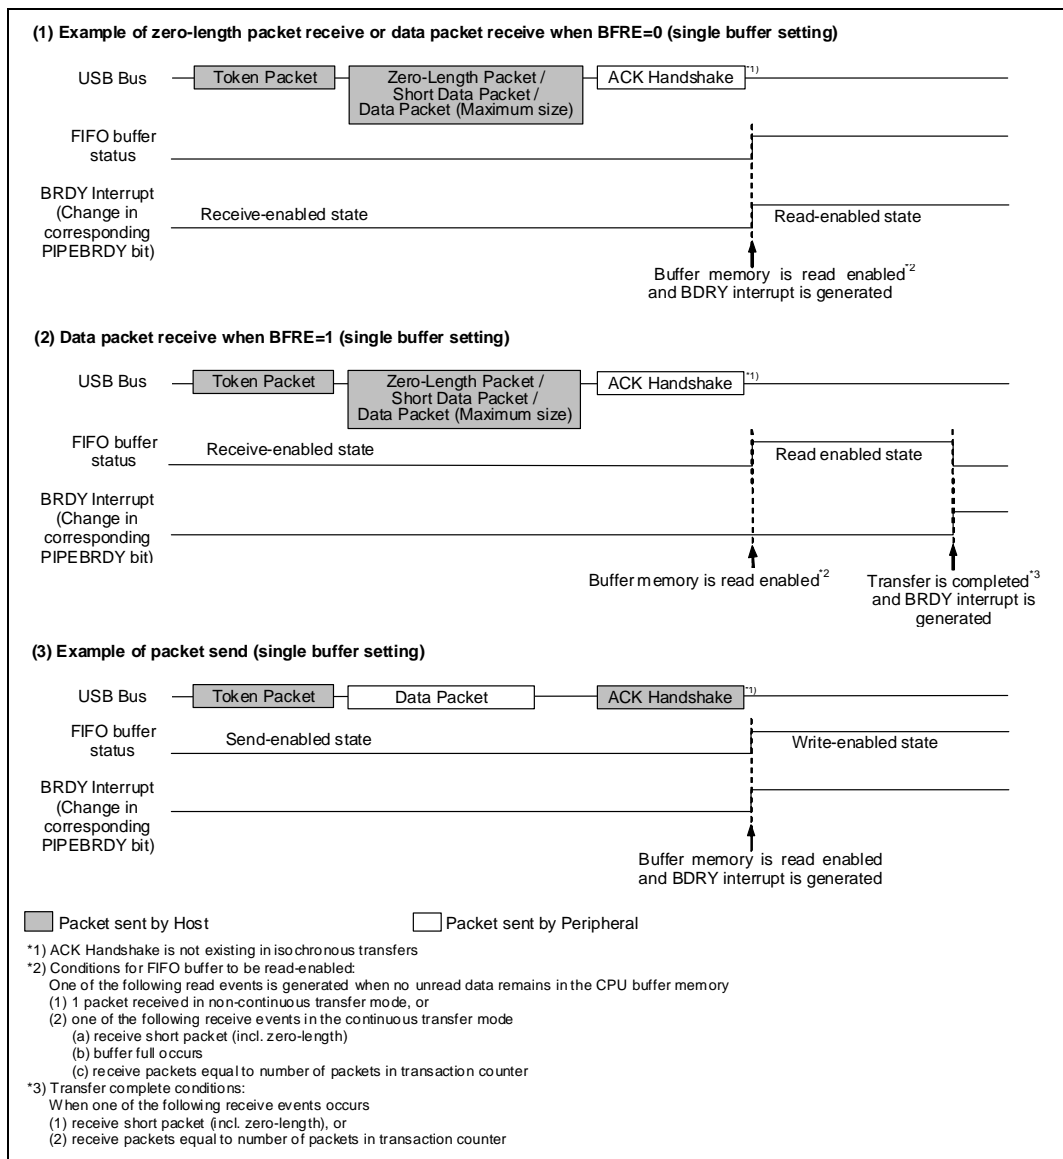 (1) Example of zero-length packet receive or data packet receive when BFRE=0 (single buffer setting)
USB Bus
Token Packet
Zero-Length Packet /
Short Data Packet /
Data Packet (Maximum size)
ACK Handshake
*1)
FIFO buffer
status
BRDY Interrupt
(Change in
corresponding
PIPEBRDY bit)
Receive-enabled state
Read-enabled state
Buffer memory is read enabled*2
and BDRY interrupt is generated
(2) Data packet receive when BFRE=1 (single buffer setting)
USB Bus
Token Packet
Zero-Length Packet /
Short Data Packet /
Data Packet (Maximum size)
ACK Handshake
*1)
FIFO buffer
status
Receive-enabled state
Read enabled state
BRDY Interrupt
(Change in
corresponding
PIPEBRDY bit)
Buffer memory is read enabled*2
Transfer is completed*3
and BRDY interrupt is
generated
(3) Example of packet send (single buffer setting)
USB Bus
Token Packet
Data Packet
ACK Handshake
*1)
FIFO buffer
status
Send-enabled state
Write-enabled state
BRDY Interrupt
(Change in
corresponding
PIPEBRDY bit)
Buffer memory is read enabled
and BDRY interrupt is generated
Packet sent by Host
Packet sent by Peripheral
*1) ACK Handshake is not existing in isochronous transfers
*2) Conditions for FIFO buffer to be read-enabled:
One of the following read events is generated when no unread data remains in the CPU buffer memory
(1) 1 packet received in non-continuous transfer mode, or
(2) one of the following receive events in the continuous transfer mode
(a) receive short packet (incl. zero-length)
(b) buffer full occurs
(c) receive packets equal to number of packets in transaction counter
*3) Transfer complete conditions:
When one of the following receive events occurs
(1) receive short packet (incl. zero-length), or
(2) receive packets equal to number of packets in transaction counter